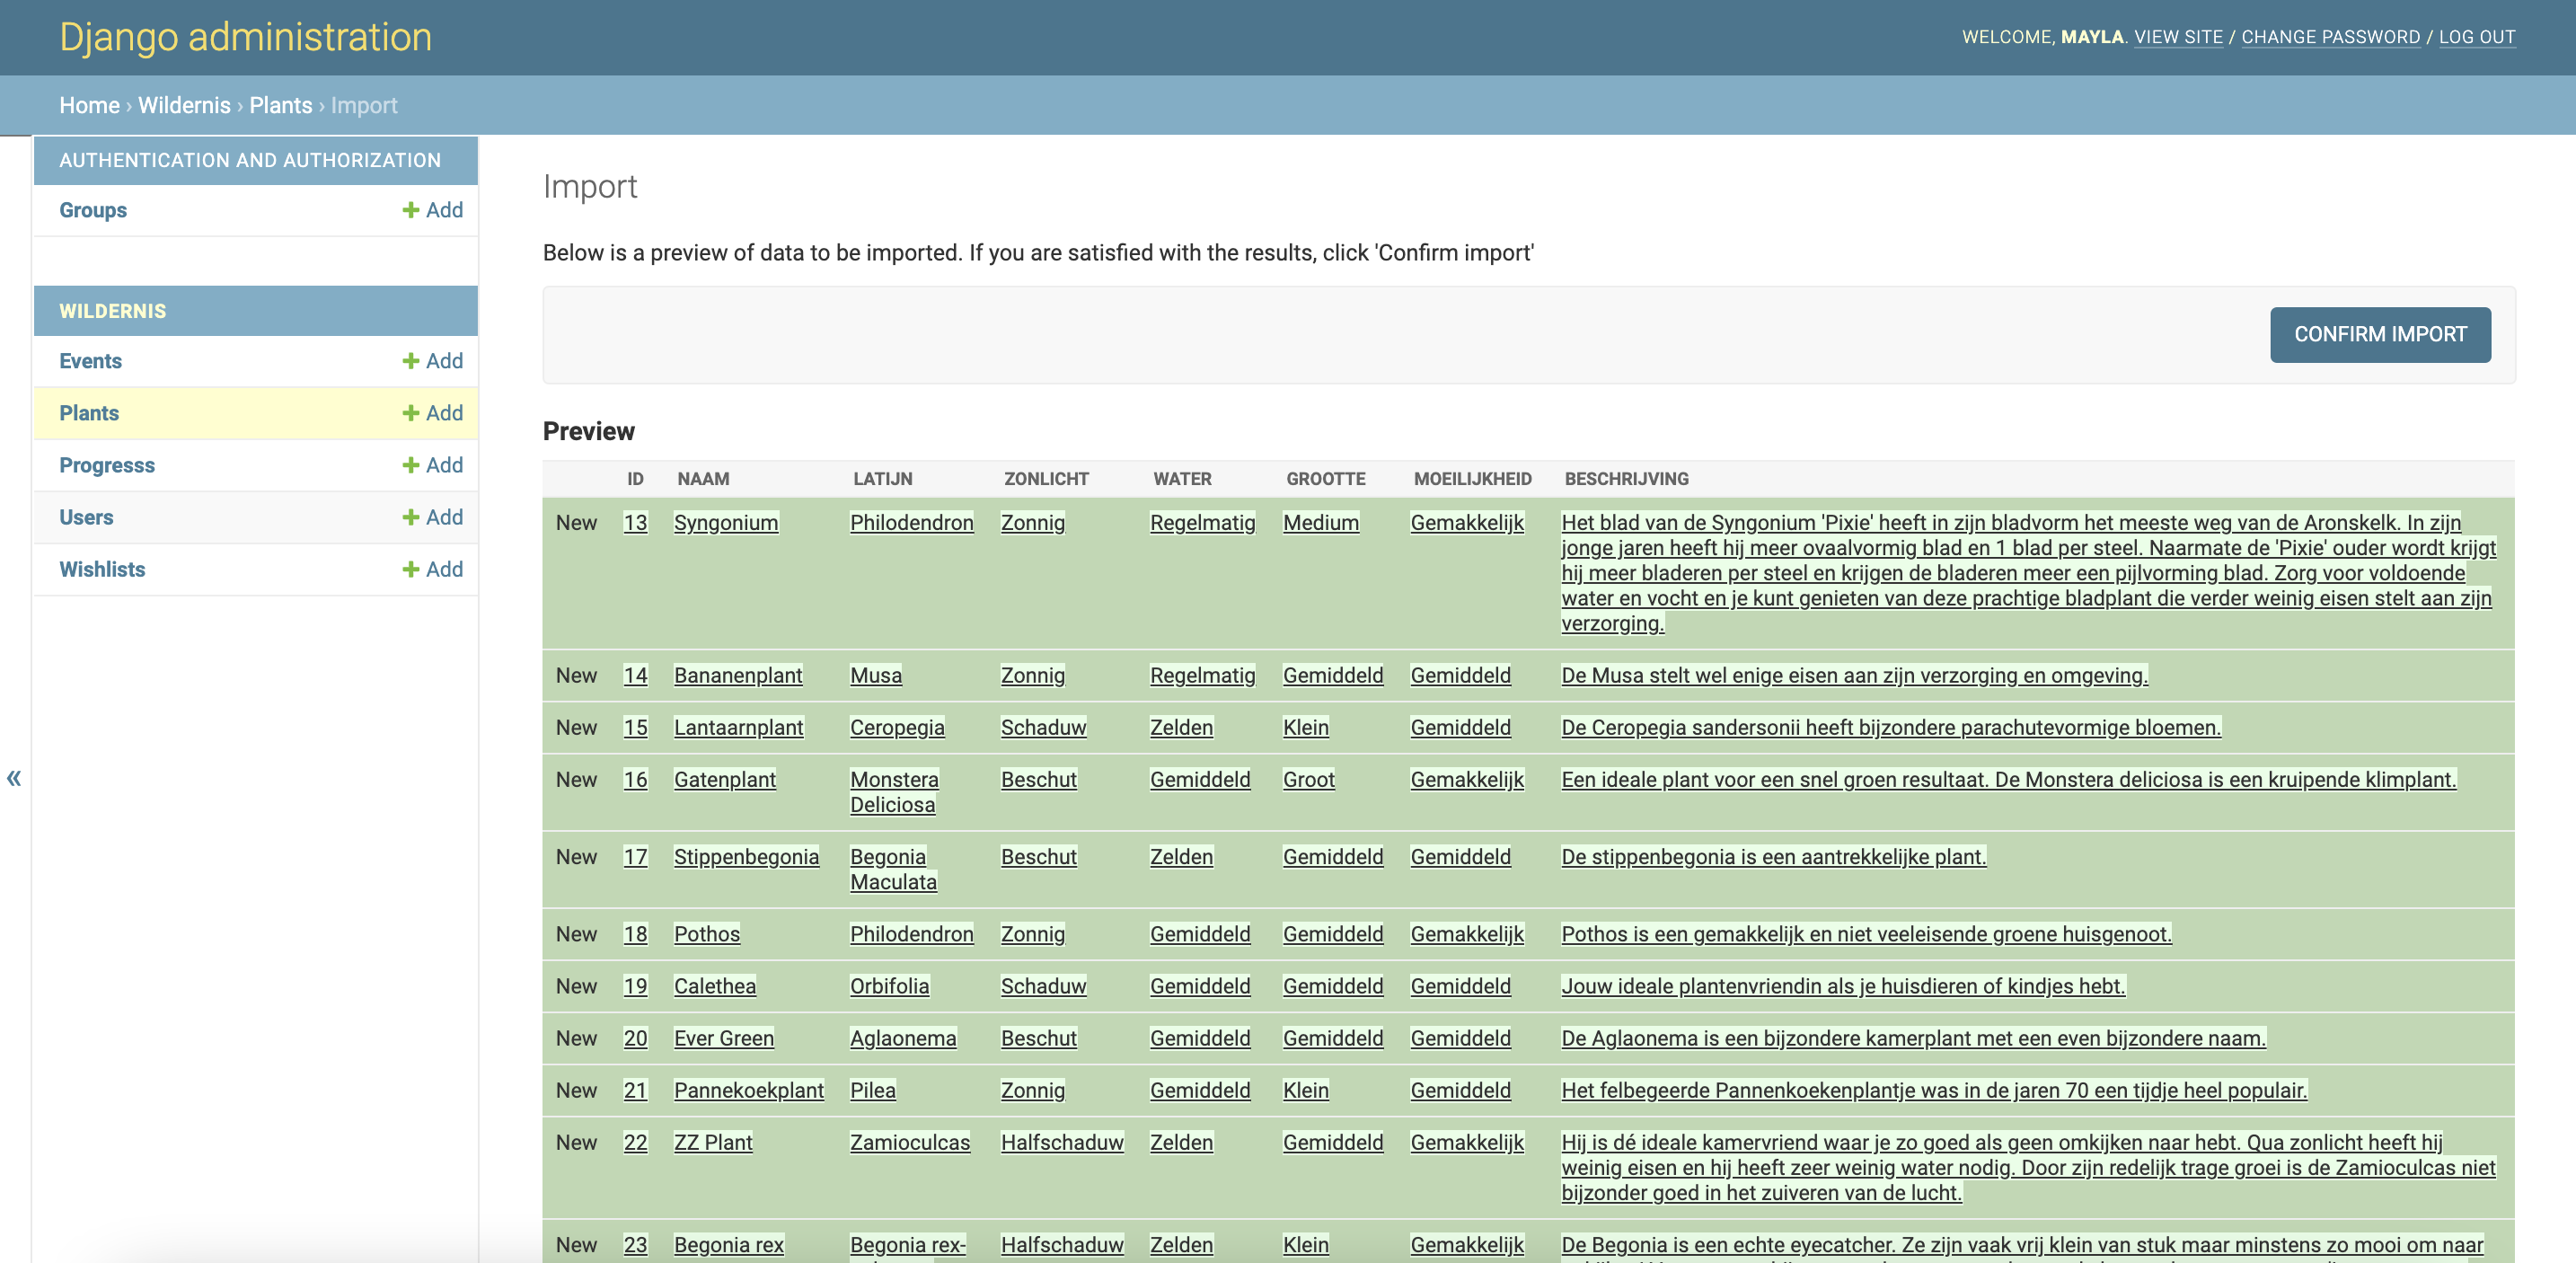 Django administration
WELCOME, MAYLA. VIEW SITE / CHANGE PASSWORD / LOG OUT
Home › Wildernis › Plants › Import
AUTHENTICATION AND AUTHORIZATION
Groups + Add
WILDERNIS
Events + Add
Plants + Add
Progresss + Add
Users + Add
Wishlists + Add
«
Import
Below is a preview of data to be imported. If you are satisfied with the results, click 'Confirm import'
CONFIRM IMPORT
Preview
ID NAAM LATIJN ZONLICHT WATER GROOTTE MOEILIJKHEID BESCHRIJVING
New 13 Syngonium Philodendron Zonnig Regelmatig Medium Gemakkelijk Het blad van de Syngonium 'Pixie' heeft in zijn bladvorm het meeste weg van de Aronskelk. In zijn
jonge jaren heeft hij meer ovaalvormig blad en 1 blad per steel. Naarmate de 'Pixie' ouder wordt krijgt
hij meer bladeren per steel en krijgen de bladeren meer een pijlvorming blad. Zorg voor voldoende
water en vocht en je kunt genieten van deze prachtige bladplant die verder weinig eisen stelt aan zijn
verzorging.
New 14 Bananenplant Musa Zonnig Regelmatig Gemiddeld Gemiddeld De Musa stelt wel enige eisen aan zijn verzorging en omgeving.
New 15 Lantaarnplant Ceropegia Schaduw Zelden Klein Gemiddeld De Ceropegia sandersonii heeft bijzondere parachutevormige bloemen.
New 16 Gatenplant Monstera Beschut Gemiddeld Groot Gemakkelijk Een ideale plant voor een snel groen resultaat. De Monstera deliciosa is een kruipende klimplant.
Deliciosa
New 17 Stippenbegonia Begonia Beschut Zelden Gemiddeld Gemiddeld De stippenbegonia is een aantrekkelijke plant.
Maculata
New 18 Pothos Philodendron Zonnig Gemiddeld Gemiddeld Gemakkelijk Pothos is een gemakkelijk en niet veeleisende groene huisgenoot.
New 19 Calethea Orbifolia Schaduw Gemiddeld Gemiddeld Gemiddeld Jouw ideale plantenvriendin als je huisdieren of kindjes hebt.
New 20 Ever Green Aglaonema Beschut Gemiddeld Gemiddeld Gemiddeld De Aglaonema is een bijzondere kamerplant met een even bijzondere naam.
New 21 Pannekoekplant Pilea Zonnig Gemiddeld Klein Gemiddeld Het felbegeerde Pannenkoekenplantje was in de jaren 70 een tijdje heel populair.
New 22 ZZ Plant Zamioculcas Halfschaduw Zelden Gemiddeld Gemakkelijk Hij is dé ideale kamervriend waar je zo goed als geen omkijken naar hebt. Qua zonlicht heeft hij
weinig eisen en hij heeft zeer weinig water nodig. Door zijn redelijk trage groei is de Zamioculcas niet
bijzonder goed in het zuiveren van de lucht.
New 23 Begonia rex Begonia rex- Halfschaduw Zelden Klein Gemakkelijk De Begonia is een echte eyecatcher. Ze zijn vaak vrij klein van stuk maar minstens zo mooi om naar